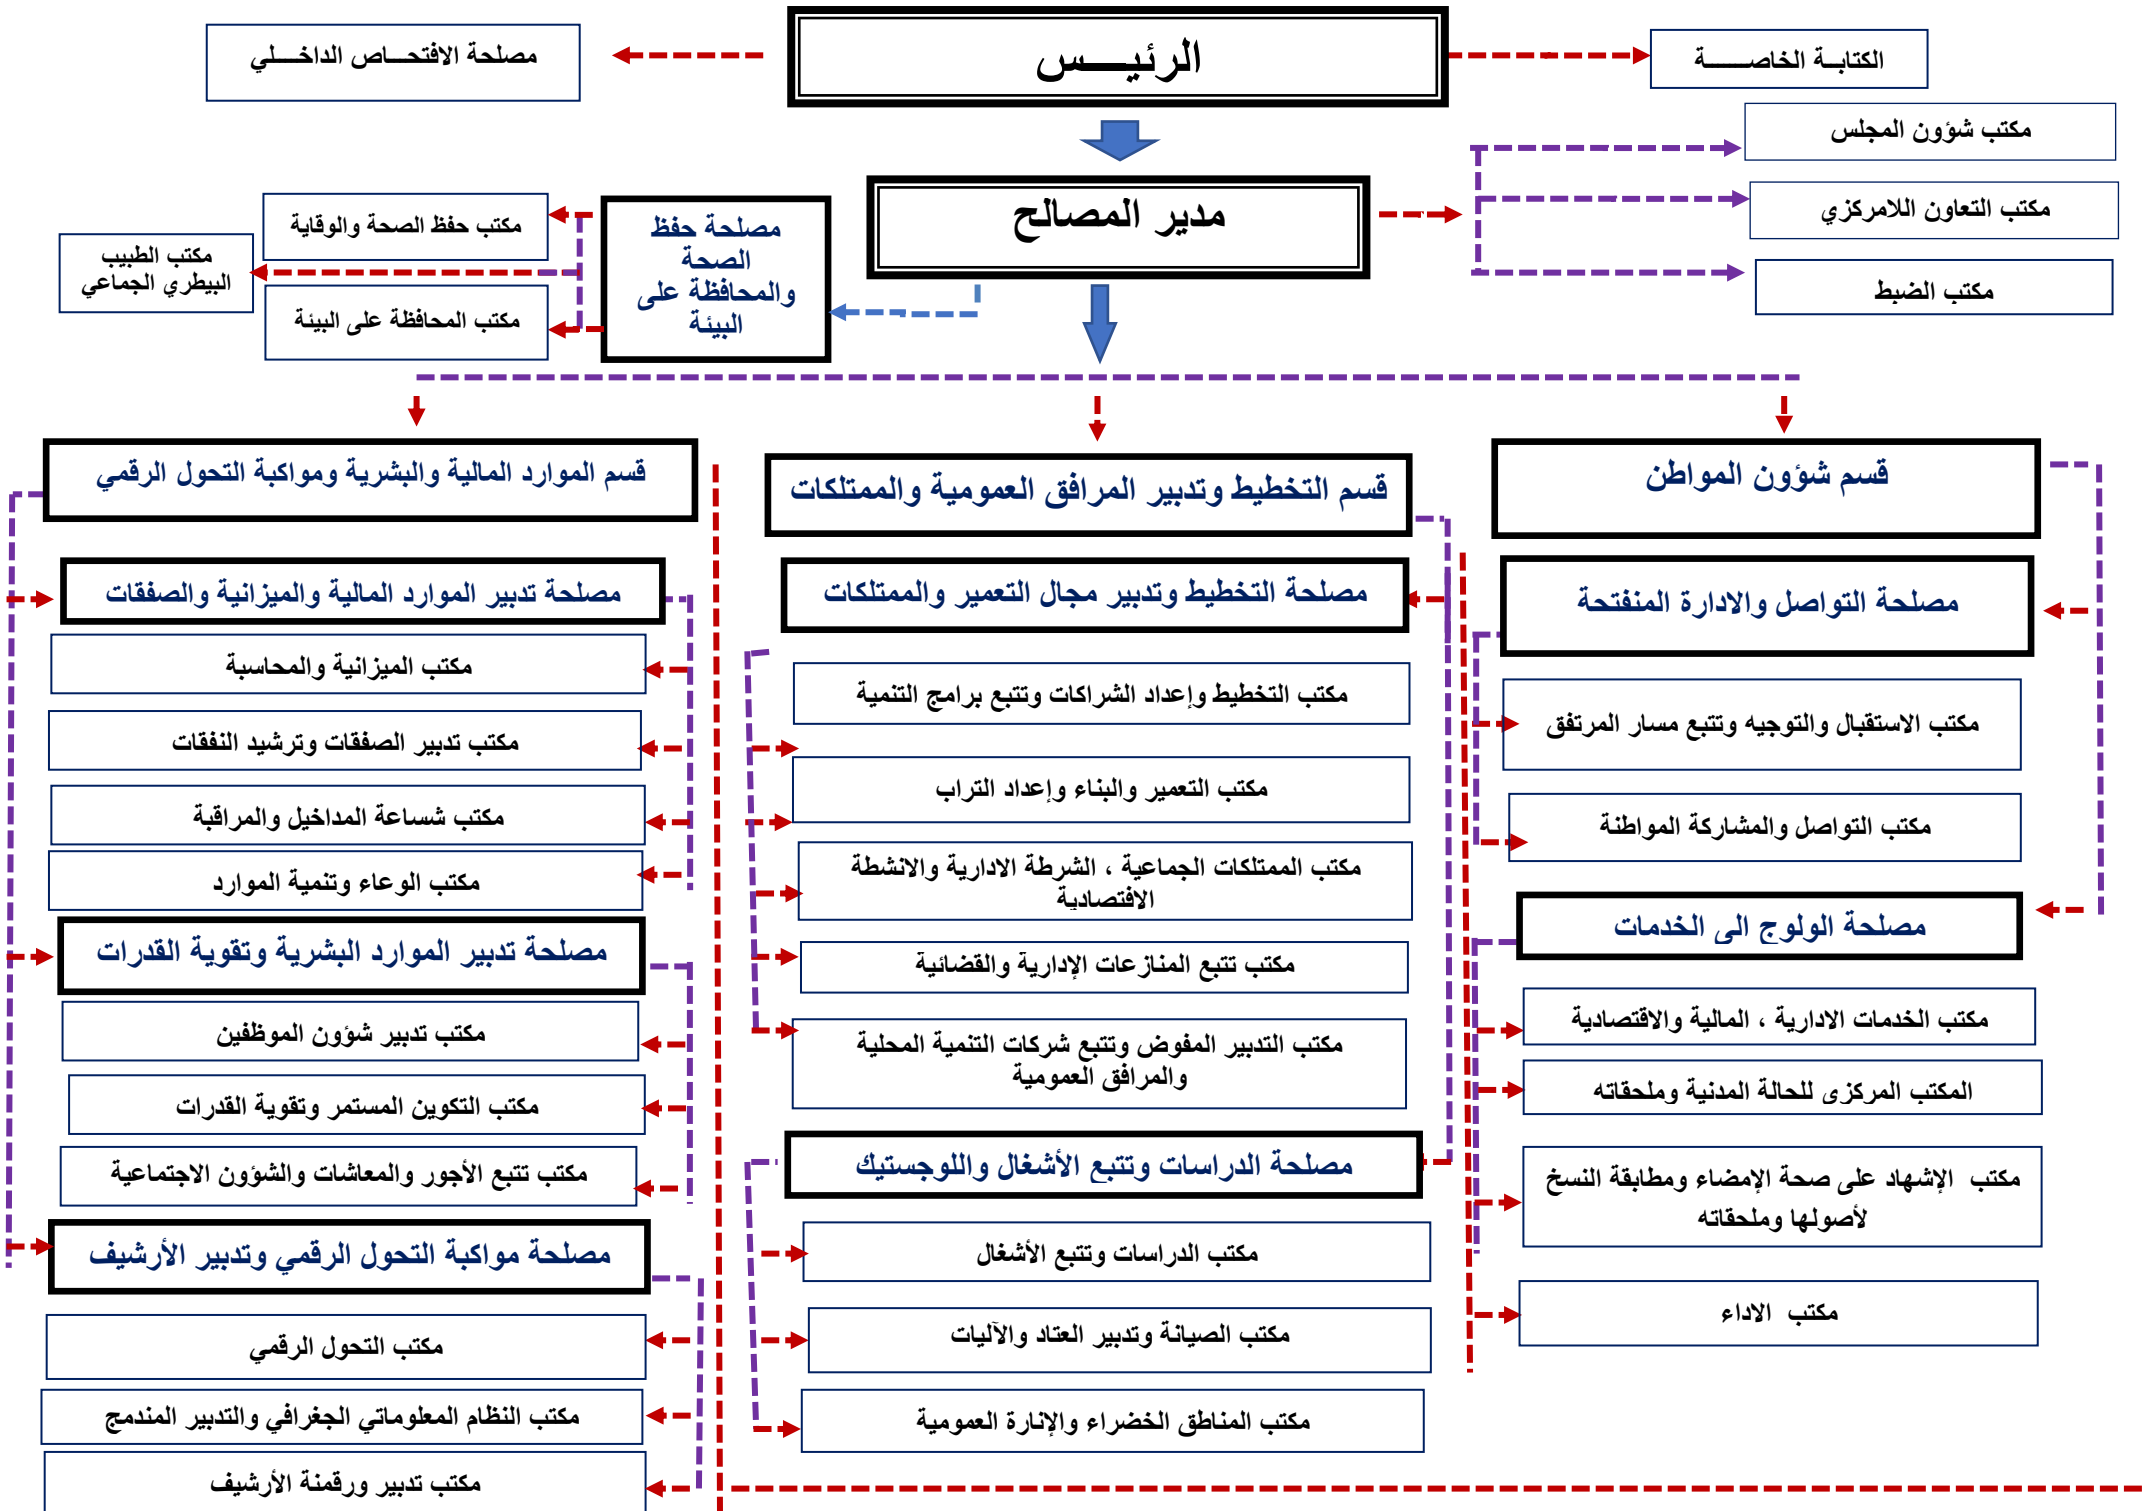 الرئيـــس
الكتابــة الخاصــــــة
مصلحة الافتحـــاص الداخـــلي
مكتب شؤون المجلس
مكتب التعاون اللامركزي
مكتب الضبط
مدير المصالح
مصلحة حفظ
الصحة
والمحافظة على
البيئة
مكتب حفظ الصحة والوقاية
مكتب الطبيب
البيطري الجماعي
مكتب المحافظة على البيئة
قسم شؤون المواطن
مصلحة التواصل والادارة المنفتحة
مكتب الاستقبال والتوجيه وتتبع مسار المرتفق
مكتب التواصل والمشاركة المواطنة
مصلحة الولوج الى الخدمات
مكتب الخدمات الادارية ، المالية والاقتصادية
المكتب المركزي للحالة المدنية وملحقاته
مكتب الإشهاد على صحة الإمضاء ومطابقة النسخ
لأصولها وملحقاته
مكتب الاداء
قسم التخطيط وتدبير المرافق العمومية والممتلكات
مصلحة التخطيط وتدبير مجال التعمير والممتلكات
مكتب التخطيط وإعداد الشراكات وتتبع برامج التنمية
مكتب التعمير والبناء وإعداد التراب
مكتب الممتلكات الجماعية ، الشرطة الادارية والانشطة
الاقتصادية
مكتب تتبع المنازعات الإدارية والقضائية
مكتب التدبير المفوض وتتبع شركات التنمية المحلية
والمرافق العمومية
مصلحة الدراسات وتتبع الأشغال واللوجستيك
مكتب الدراسات وتتبع الأشغال
مكتب الصيانة وتدبير العتاد والآليات
مكتب المناطق الخضراء والإنارة العمومية
قسم الموارد المالية والبشرية ومواكبة التحول الرقمي
مصلحة تدبير الموارد المالية والميزانية والصفقات
مكتب الميزانية والمحاسبة
مكتب تدبير الصفقات وترشيد النفقات
مكتب شساعة المداخيل والمراقبة
مكتب الوعاء وتنمية الموارد
مصلحة تدبير الموارد البشرية وتقوية القدرات
مكتب تدبير شؤون الموظفين
مكتب التكوين المستمر وتقوية القدرات
مكتب تتبع الأجور والمعاشات والشؤون الاجتماعية
مصلحة مواكبة التحول الرقمي وتدبير الأرشيف
مكتب التحول الرقمي
مكتب النظام المعلوماتي الجغرافي والتدبير المندمج
مكتب تدبير ورقمنة الأرشيف